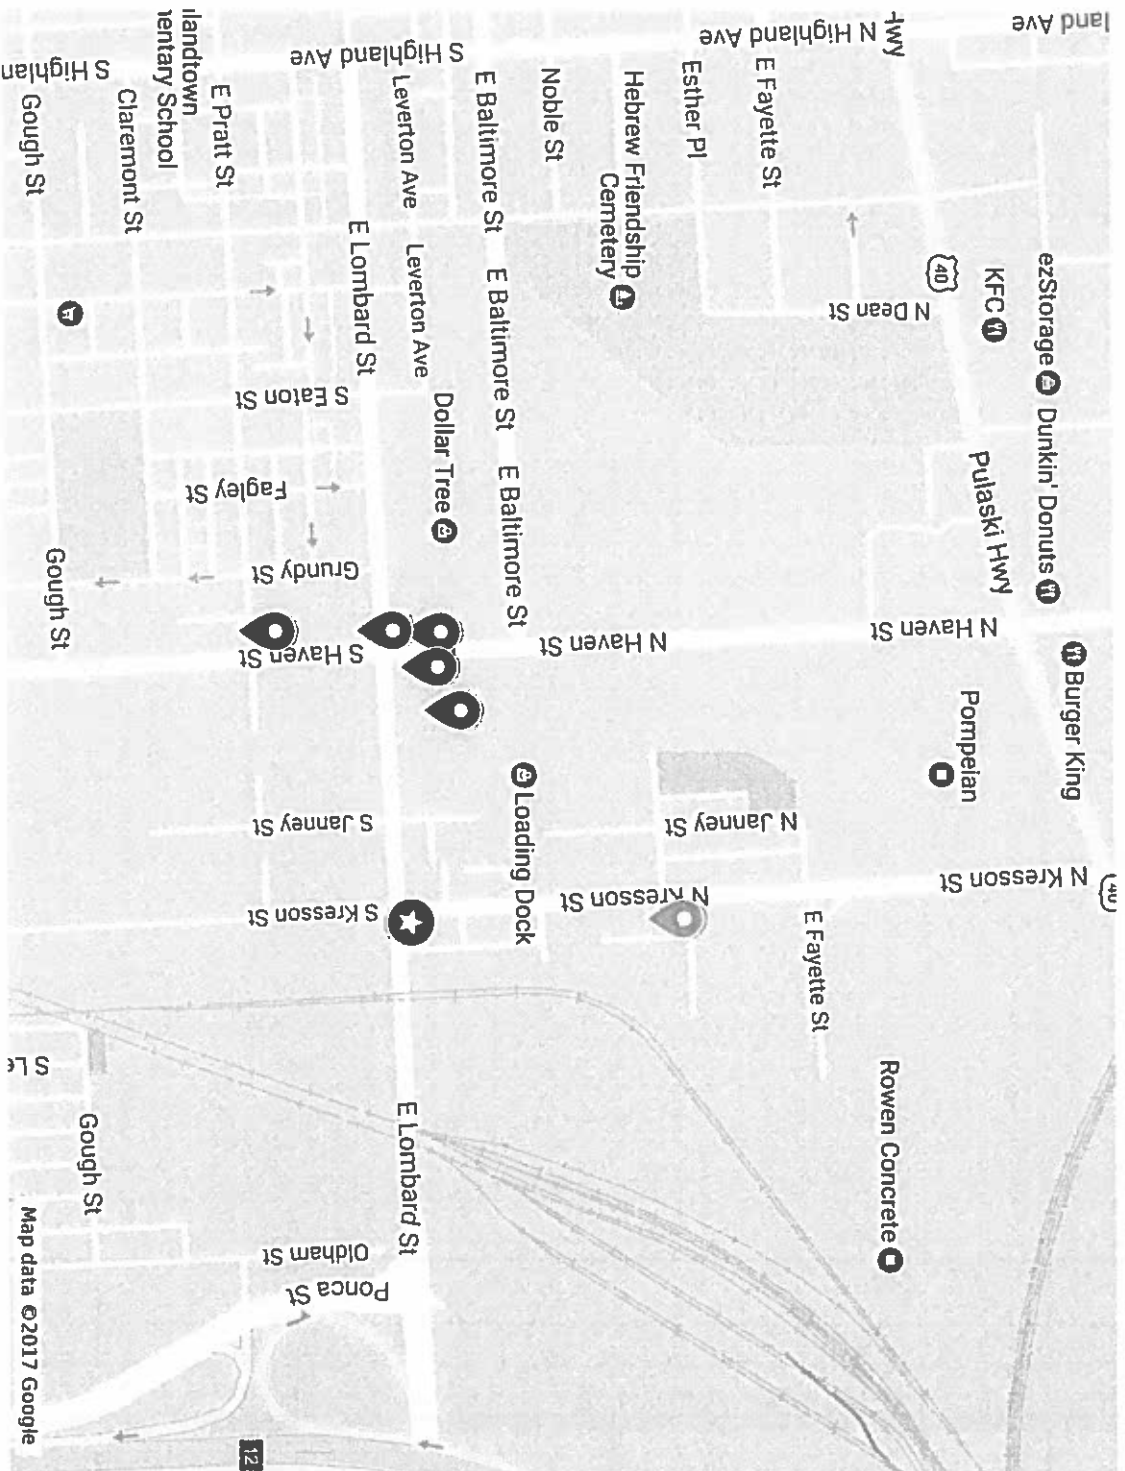 land Ave
Hwy
N Highland Ave
S Highland Ave
S Highlan
landtown
entary School
E Pratt St
Claremont St
Gough St
Leverton Ave
E Baltimore St
Noble St
Hebrew Friendship
Cemetery
Esther Pl
E Fayette St
N Dean St
40
KFC
ezStorage
Dunkin' Donuts
Pulaski Hwy
E Lombard St
Leverton Ave
E Baltimore St
S Eaton St
Dollar Tree
E Baltimore St
Fagley St
Grundy St
Gough St
S Haven St
N Haven St
N Haven St
Burger King
Pompeian
Loading Dock
S Janney St
N Janney St
S Kresson St
N Kresson St
N Kresson St
40
E Fayette St
Rowen Concrete
S Le
Gough St
E Lombard St
Oldham St
Ponca St
12
Map data ©2017 Google